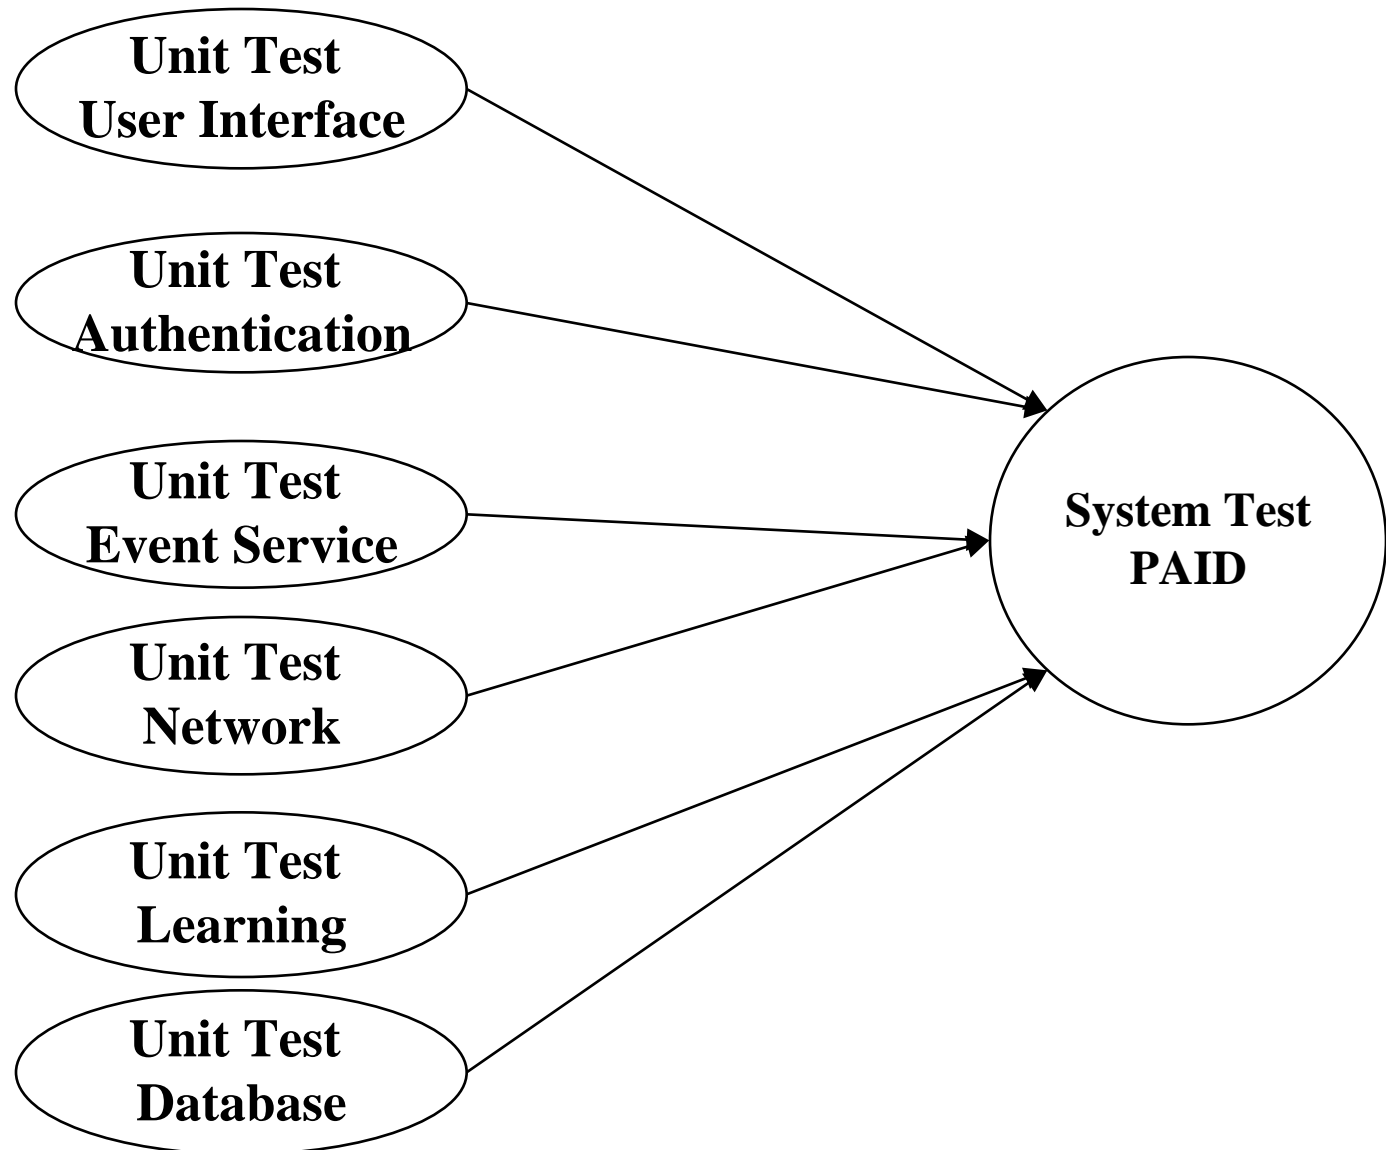 Unit Test
User Interface
Unit Test
Authentication
Unit Test
Event Service
Unit Test
Network
Unit Test
Learning
Unit Test
Database
System Test
PAID